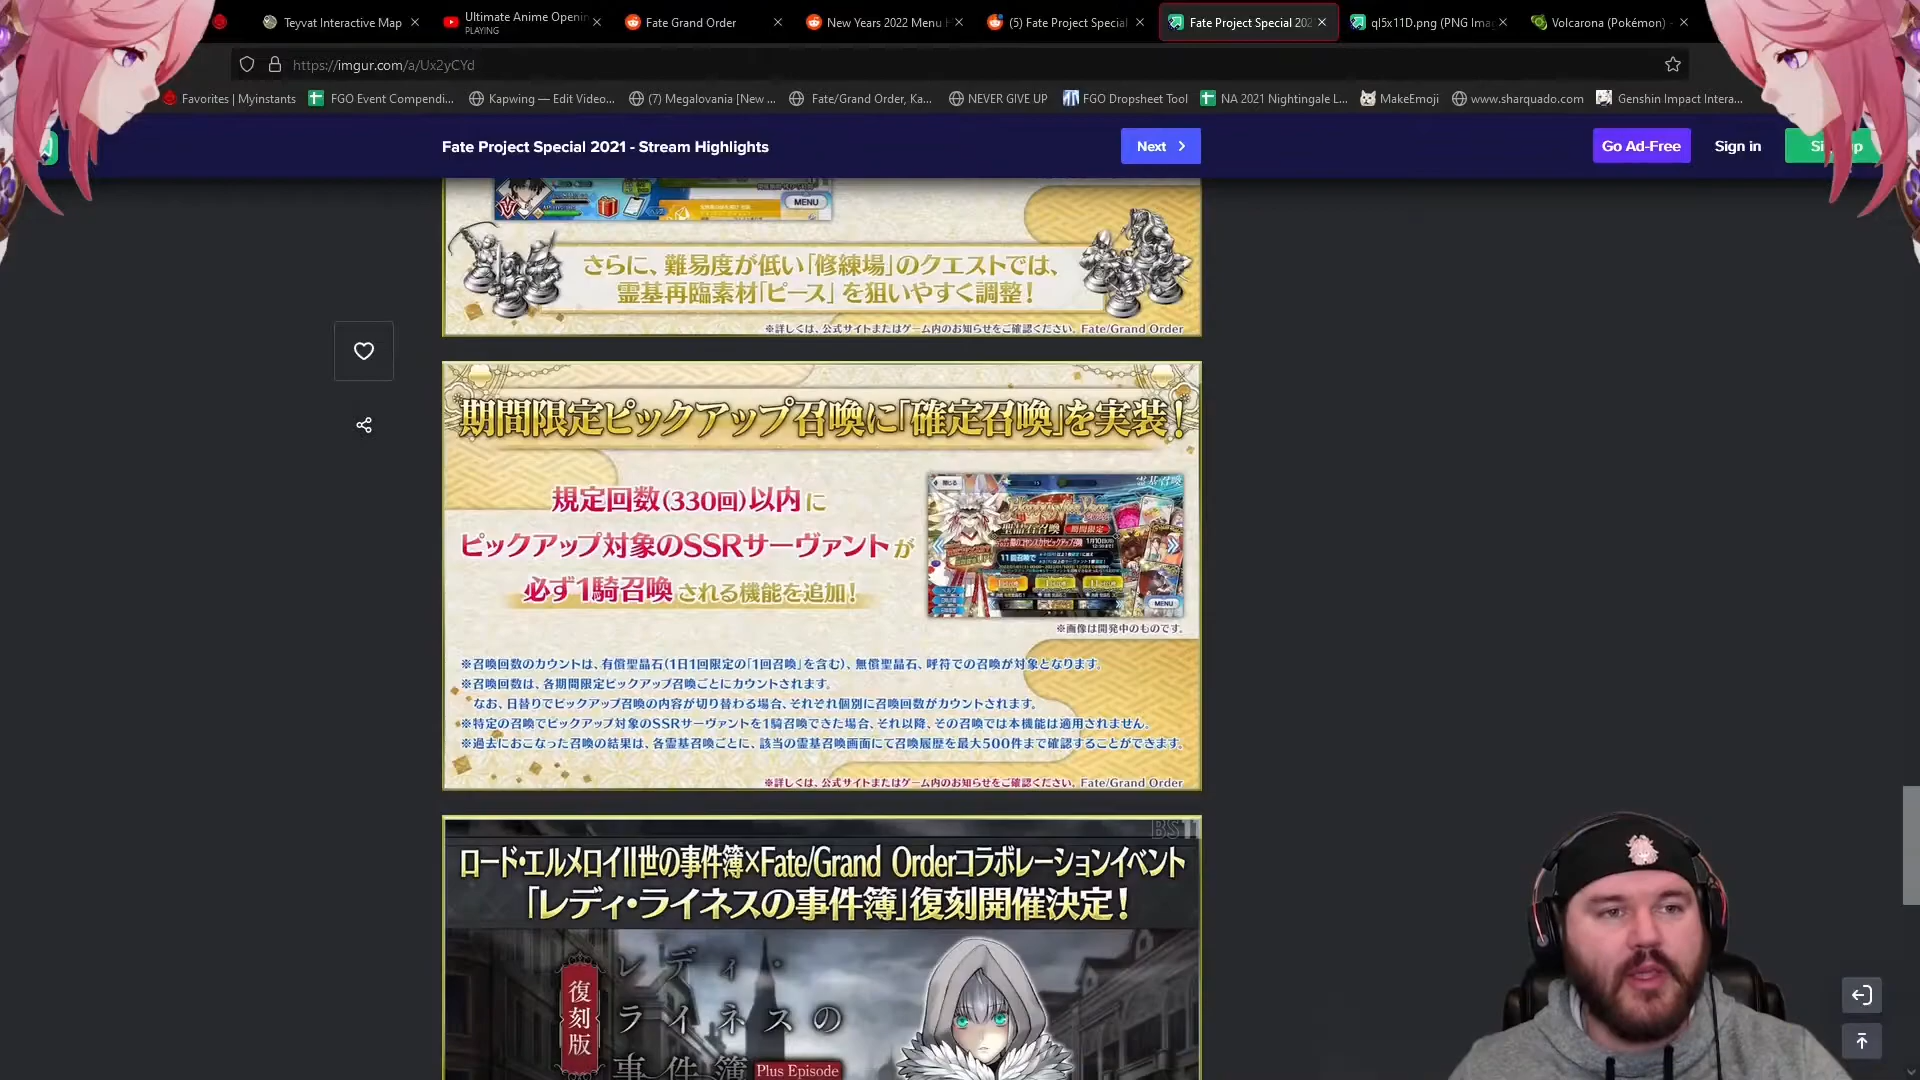 Teyvat Interactive Map
Ultimate Anime Openin
PLAYING
Fate Grand Order
New Years 2022 Menu H
(5) Fate Project Special
Fate Project Special 202
ql5x11D.png (PNG Imag
Volcarona (Pokémon) -
https://imgur.com/a/Ux2yCYd
Favorites | Myinstants
FGO Event Compendi...
Kapwing — Edit Video...
(7) Megalovania [New ...
Fate/Grand Order, Ka...
NEVER GIVE UP
FGO Dropsheet Tool
NA 2021 Nightingale L...
MakeEmoji
www.sharquado.com
Genshin Impact Intera...
Fate Project Special 2021 - Stream Highlights
Next
Go Ad-Free
Sign in
MENU
さらに、難易度が低い「修練場」のクエストでは、
霊基再臨素材「ピース」を狙いやすく調整!
※詳しくは、公式サイトまたはゲーム内のお知らせをご確認ください。 Fate/Grand Order
期間限定ピックアップ召喚に「確定召喚」を実装!
規定回数(330回)以内に
ピックアップ対象のSSRサーヴァントが
必ず1騎召喚される機能を追加!
閉じる
霊基召喚
聖晶石召喚
期間限定
MENU
※画像は開発中のものです。
※召喚回数のカウントは、有償聖晶石(1日1回限定の「1回召喚」を含む)、無償聖晶石、呼符での召喚が対象となります。
※召喚回数は、各期間限定ピックアップ召喚ごとにカウントされます。
なお、日替りでピックアップ召喚の内容が切り替わる場合、それぞれ個別に召喚回数がカウントされます。
※特定の召喚でピックアップ対象のSSRサーヴァントを1騎召喚できた場合、それ以降、その召喚では本機能は適用されません。
※過去におこなった召喚の結果は、各霊基召喚ごとに、該当の霊基召喚画面にて召喚履歴を最大500件まで確認することができます。
※詳しくは、公式サイトまたはゲーム内のお知らせをご確認ください。 Fate/Grand Order
BS11
ロード・エルメロイII世の事件簿×Fate/Grand Orderコラボレーションイベント
「レディ・ライネスの事件簿」復刻開催決定!
復刻版
レディ・
ライネスの
事件簿
Plus Episode